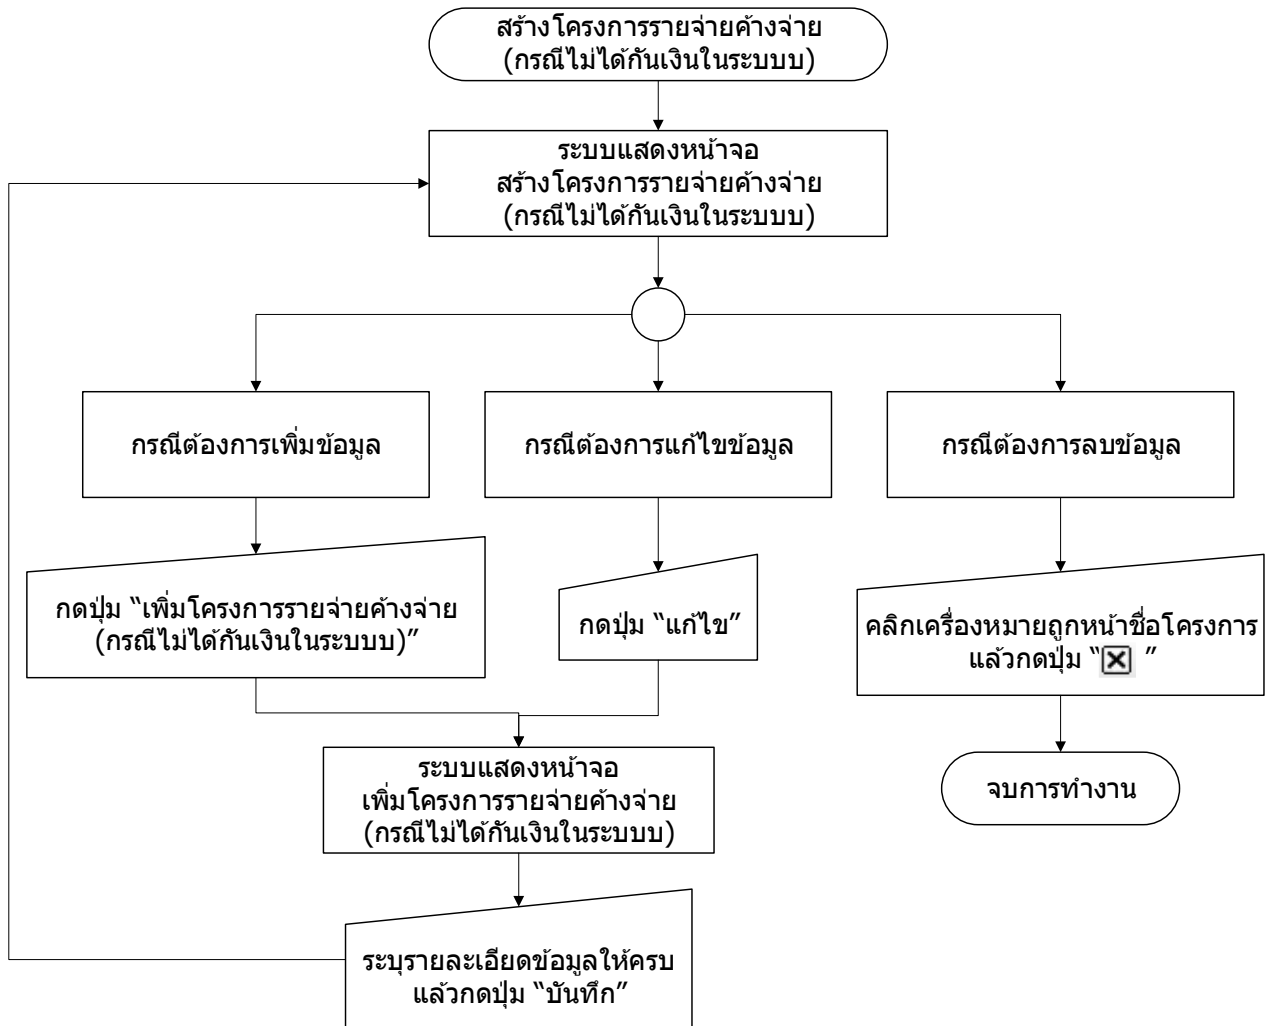 สร้างโครงการรายจ่ายค้างจ่าย
(กรณีไม่ได้กันเงินในระบบบ)
ระบบแสดงหน้าจอ
สร้างโครงการรายจ่ายค้างจ่าย
(กรณีไม่ได้กันเงินในระบบบ)
กรณีต้องการเพิ่มข้อมูล
กรณีต้องการแก้ไขข้อมูล
กรณีต้องการลบข้อมูล
กดปุ่ม “เพิ่มโครงการรายจ่ายค้างจ่าย
(กรณีไม่ได้กันเงินในระบบบ)”
กดปุ่ม “แก้ไข”
คลิกเครื่องหมายถูกหน้าชื่อโครงการ
แล้วกดปุ่ม “☒ ”
ระบบแสดงหน้าจอ
เพิ่มโครงการรายจ่ายค้างจ่าย
(กรณีไม่ได้กันเงินในระบบบ)
จบการทำงาน
ระบุรายละเอียดข้อมูลให้ครบ
แล้วกดปุ่ม “บันทึก”